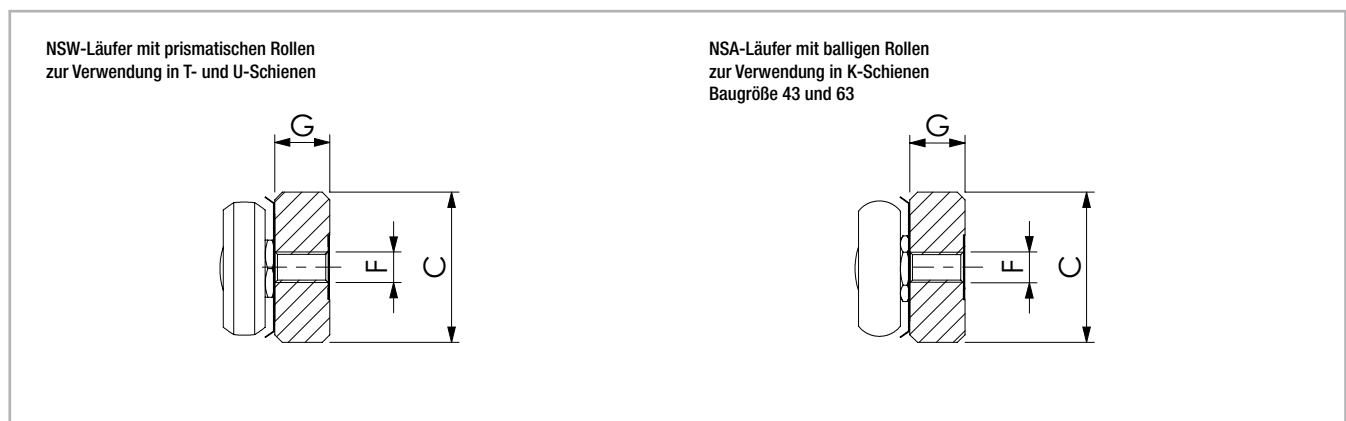 NSW-Läufer mit prismatischen Rollen
zur Verwendung in T- und U-Schienen
G
F
C
NSA-Läufer mit balligen Rollen
zur Verwendung in K-Schienen
Baugröße 43 und 63
G
F
C